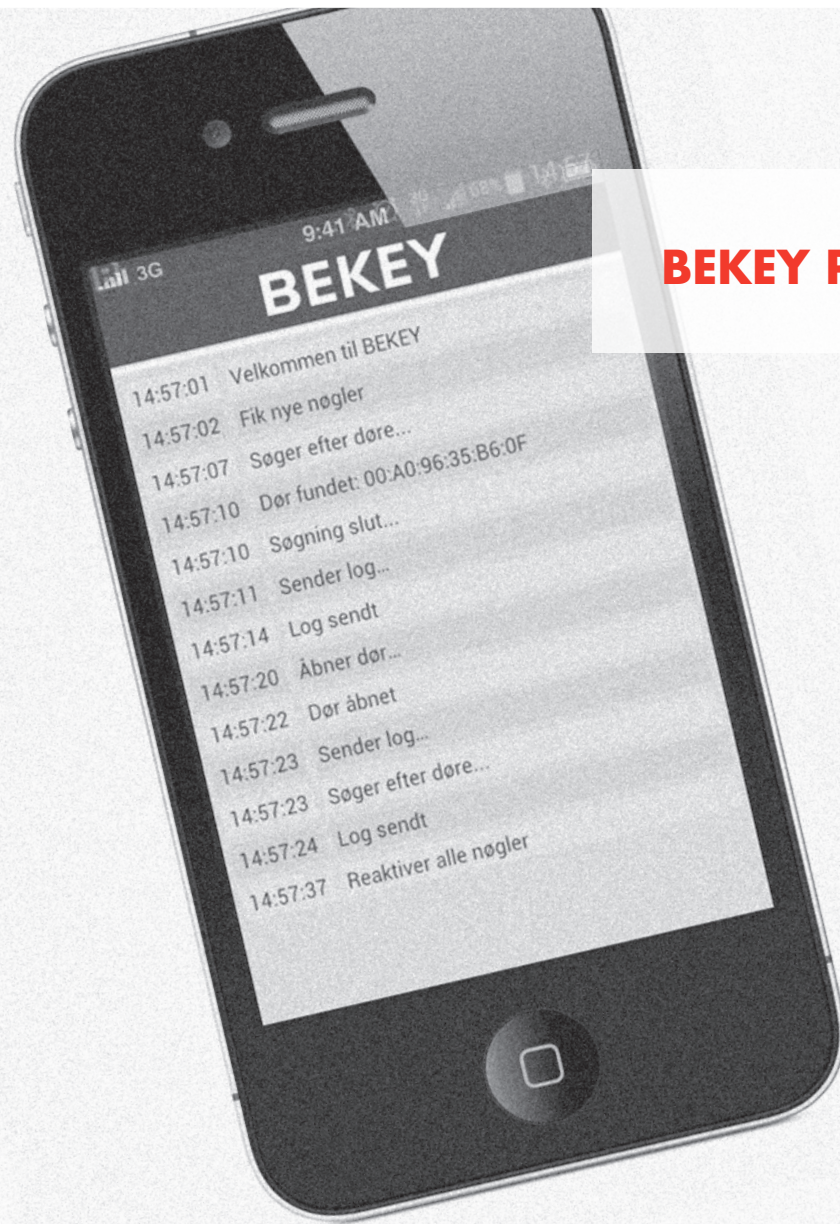 3G
9:41 AM
68%
14:57
BEKEY
BEKEY
14:57:01 Velkommen til BEKEY
14:57:02 Fik nye nøgler
14:57:07 Søger efter døre...
14:57:10 Dør fundet: 00:A0:96:35:B6:0F
14:57:10 Søgning slut...
14:57:11 Sender log...
14:57:14 Log sendt
14:57:20 Åbner dør...
14:57:22 Dør åbnet
14:57:23 Sender log...
14:57:23 Søger efter døre...
14:57:24 Log sendt
14:57:37 Reaktiver alle nøgler